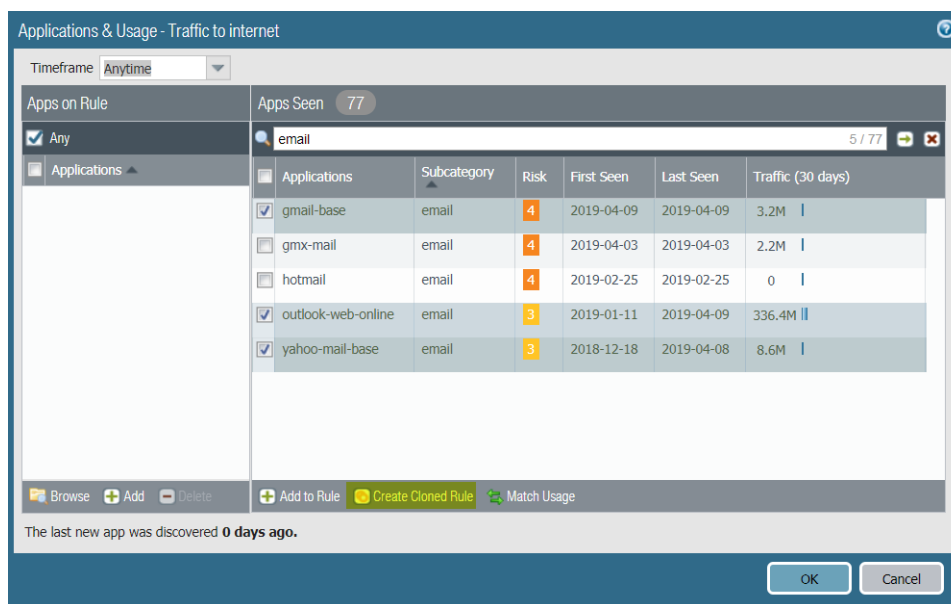 Applications & Usage - Traffic to internet
Timeframe Anytime
Apps on Rule
Apps Seen 77
Any
email 5 / 77
Applications
Applications Subcategory Risk First Seen Last Seen Traffic (30 days)
gmail-base email 4 2019-04-09 2019-04-09 3.2M
gmx-mail email 4 2019-04-03 2019-04-03 2.2M
hotmail email 4 2019-02-25 2019-02-25 0
outlook-web-online email 3 2019-01-11 2019-04-09 336.4M
yahoo-mail-base email 3 2018-12-18 2019-04-08 8.6M
Browse Add Delete
Add to Rule Create Cloned Rule Match Usage
The last new app was discovered 0 days ago.
OK Cancel